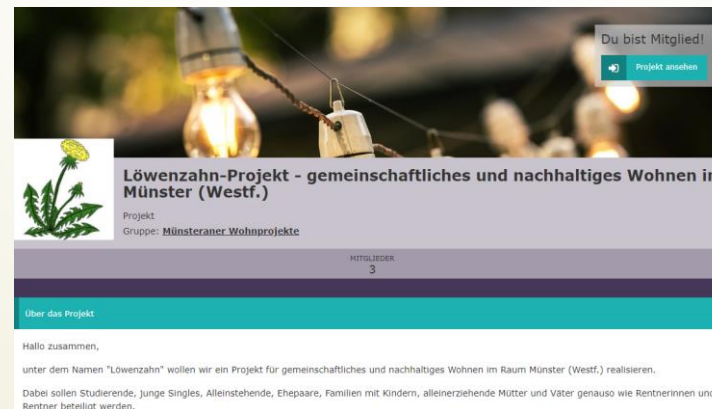 Du bist Mitglied!
Projekt ansehen
Löwenzahn-Projekt - gemeinschaftliches und nachhaltiges Wohnen in
Münster (Westf.)
Projekt
Gruppe: Münsteraner Wohnprojekte
MITGLIEDER
3
Über das Projekt
Hallo zusammen,
unter dem Namen "Löwenzahn" wollen wir ein Projekt für gemeinschaftliches und nachhaltiges Wohnen im Raum Münster (Westf.) realisieren.
Dabei sollen Studierende, junge Singles, Alleinstehende, Ehepaare, Familien mit Kindern, alleinerziehende Mütter und Väter genauso wie Rentnerinnen und
Rentner beteiligt werden.